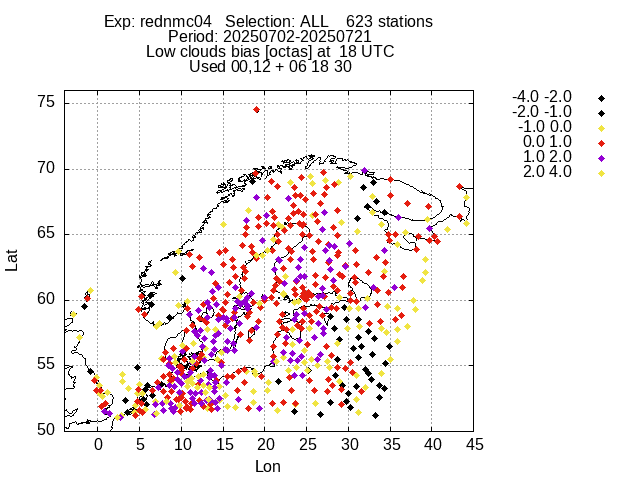 Exp: rednmc04   Selection: ALL    623 stations
Period: 20250702-20250721
Low clouds bias [octas] at  18 UTC
Used 00,12 + 06 18 30
-4.0 -2.0
-2.0 -1.0
-1.0 0.0
0.0 1.0
1.0 2.0
2.0 4.0
75
70
65
60
55
50
Lat
0 5 10 15 20 25 30 35 40 45
Lon